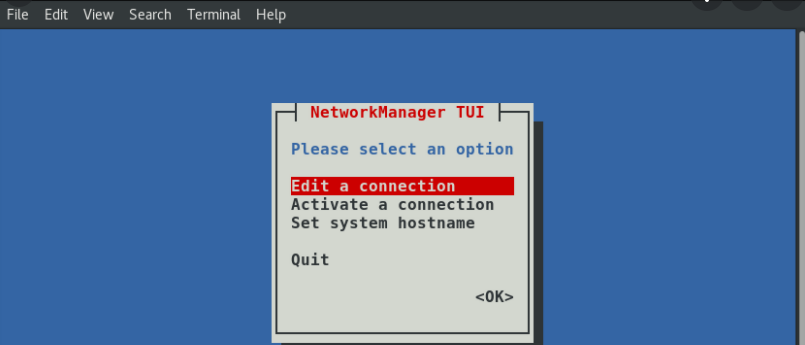 File Edit View Search Terminal Help
NetworkManager TUI
Please select an option
Edit a connection
Activate a connection
Set system hostname
Quit
<OK>